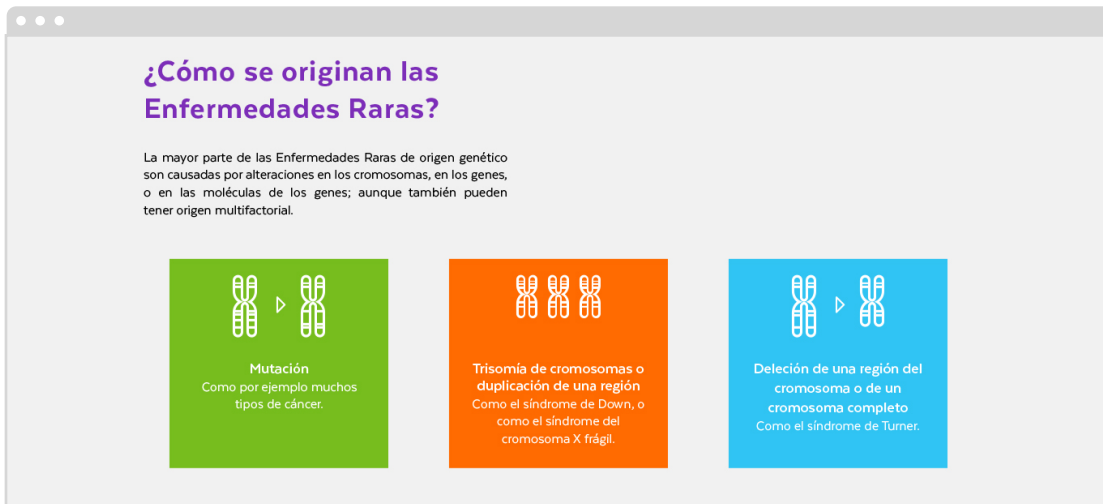 ¿Cómo se originan las
Enfermedades Raras?
La mayor parte de las Enfermedades Raras de origen genético
son causadas por alteraciones en los cromosomas, en los genes,
o en las moléculas de los genes; aunque también pueden
tener origen multifactorial.
Mutación
Como por ejemplo muchos
tipos de cáncer.
Trisomía de cromosomas o
duplicación de una región
Como el síndrome de Down, o
como el síndrome del
cromosoma X frágil.
Deleción de una región del
cromosoma o de un
cromosoma completo
Como el síndrome de Turner.